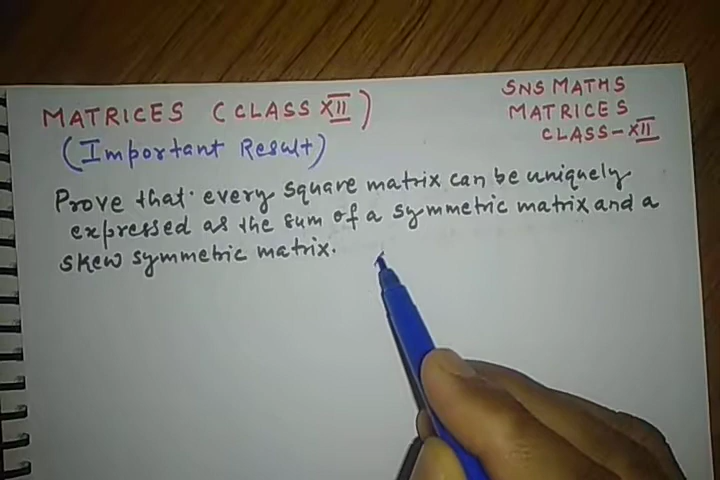 MATRICES (CLASS XII)
(Important Result)
SNS MATHS
MATRICES
CLASS-XII
Prove that every square matrix can be uniquely
expressed as the sum of a symmetric matrix and a
skew symmetric matrix.